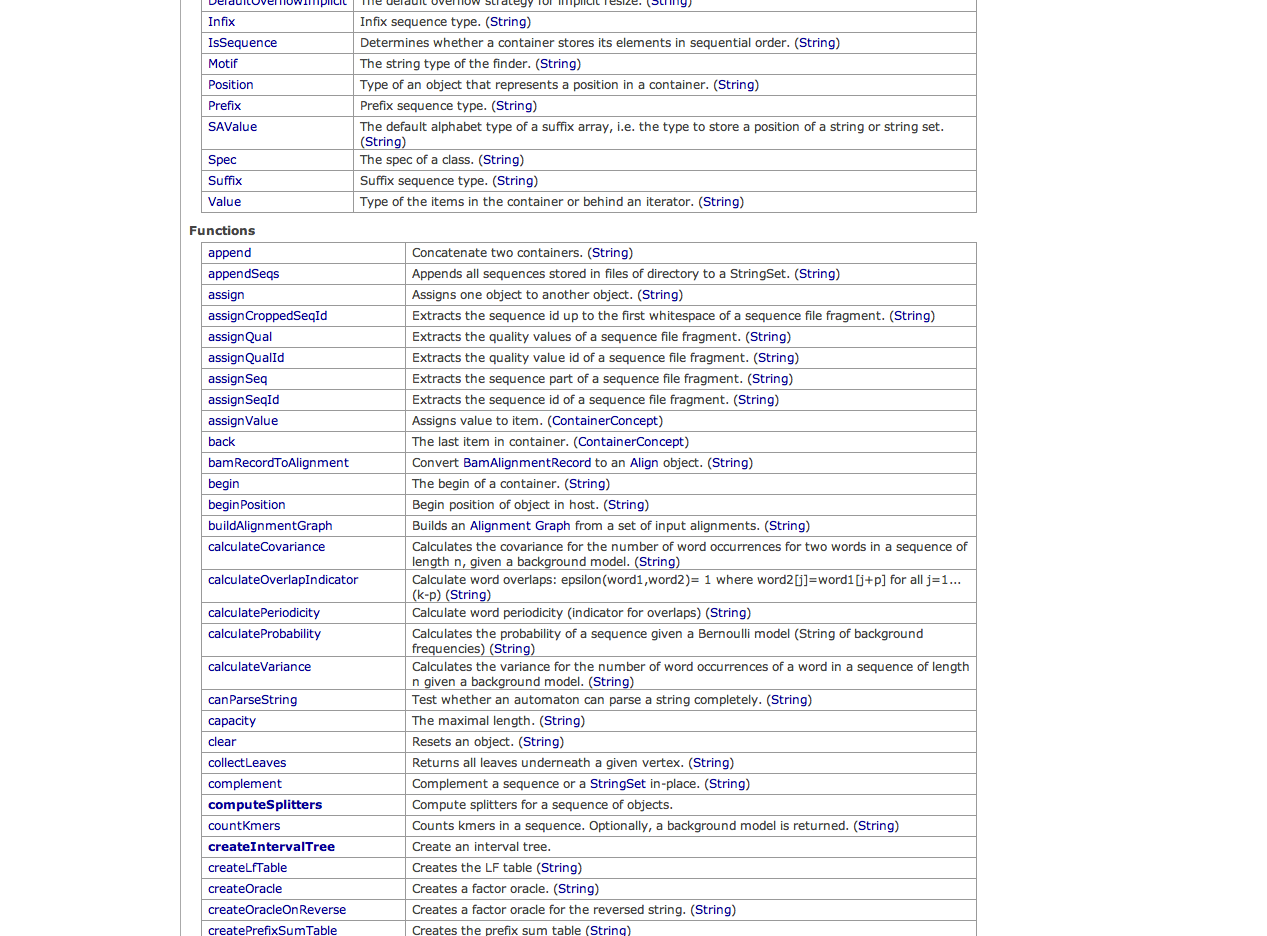 DefaultOverflowImplicit The default overflow strategy for implicit resize. (String)
Infix Infix sequence type. (String)
IsSequence Determines whether a container stores its elements in sequential order. (String)
Motif The string type of the finder. (String)
Position Type of an object that represents a position in a container. (String)
Prefix Prefix sequence type. (String)
SAValue The default alphabet type of a suffix array, i.e. the type to store a position of a string or string set.
(String)
Spec The spec of a class. (String)
Suffix Suffix sequence type. (String)
Value Type of the items in the container or behind an iterator. (String)
Functions
append Concatenate two containers. (String)
appendSeqs Appends all sequences stored in files of directory to a StringSet. (String)
assign Assigns one object to another object. (String)
assignCroppedSeqId Extracts the sequence id up to the first whitespace of a sequence file fragment. (String)
assignQual Extracts the quality values of a sequence file fragment. (String)
assignQualId Extracts the quality value id of a sequence file fragment. (String)
assignSeq Extracts the sequence part of a sequence file fragment. (String)
assignSeqId Extracts the sequence id of a sequence file fragment. (String)
assignValue Assigns value to item. (ContainerConcept)
back The last item in container. (ContainerConcept)
bamRecordToAlignment Convert BamAlignmentRecord to an Align object. (String)
begin The begin of a container. (String)
beginPosition Begin position of object in host. (String)
buildAlignmentGraph Builds an Alignment Graph from a set of input alignments. (String)
calculateCovariance Calculates the covariance for the number of word occurrences for two words in a sequence of
length n, given a background model. (String)
calculateOverlapIndicator Calculate word overlaps: epsilon(word1,word2)= 1 where word2[j]=word1[j+p] for all j=1...
(k-p) (String)
calculatePeriodicity Calculate word periodicity (indicator for overlaps) (String)
calculateProbability Calculates the probability of a sequence given a Bernoulli model (String of background
frequencies) (String)
calculateVariance Calculates the variance for the number of word occurrences of a word in a sequence of length
n given a background model. (String)
canParseString Test whether an automaton can parse a string completely. (String)
capacity The maximal length. (String)
clear Resets an object. (String)
collectLeaves Returns all leaves underneath a given vertex. (String)
complement Complement a sequence or a StringSet in-place. (String)
computeSplitters Compute splitters for a sequence of objects.
countKmers Counts kmers in a sequence. Optionally, a background model is returned. (String)
createIntervalTree Create an interval tree.
createLfTable Creates the LF table (String)
createOracle Creates a factor oracle. (String)
createOracleOnReverse Creates a factor oracle for the reversed string. (String)
createPrefixSumTable Creates the prefix sum table (String)